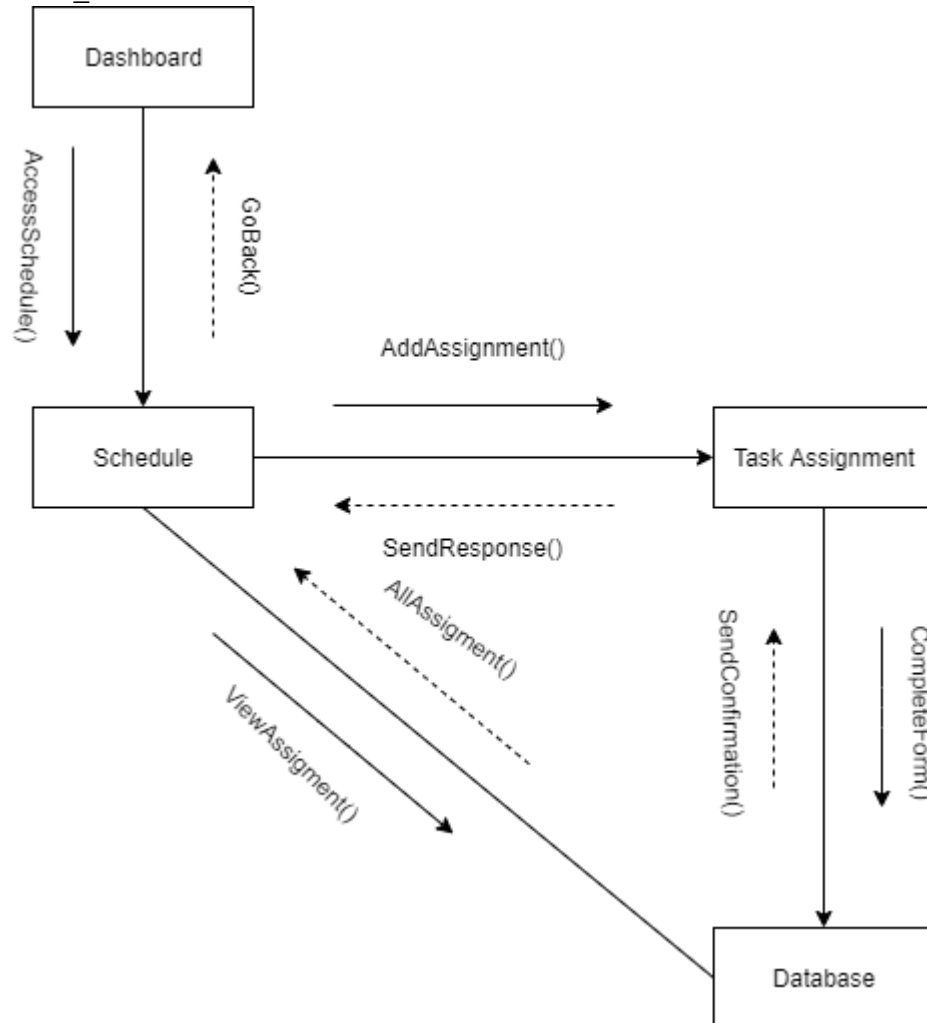 Dashboard
AccessSchedule()
GoBack()
AddAssignment()
Schedule
Task Assignment
SendResponse()
AllAssigment()
ViewAssigment()
SendConfirmation()
CompleteForm()
Database